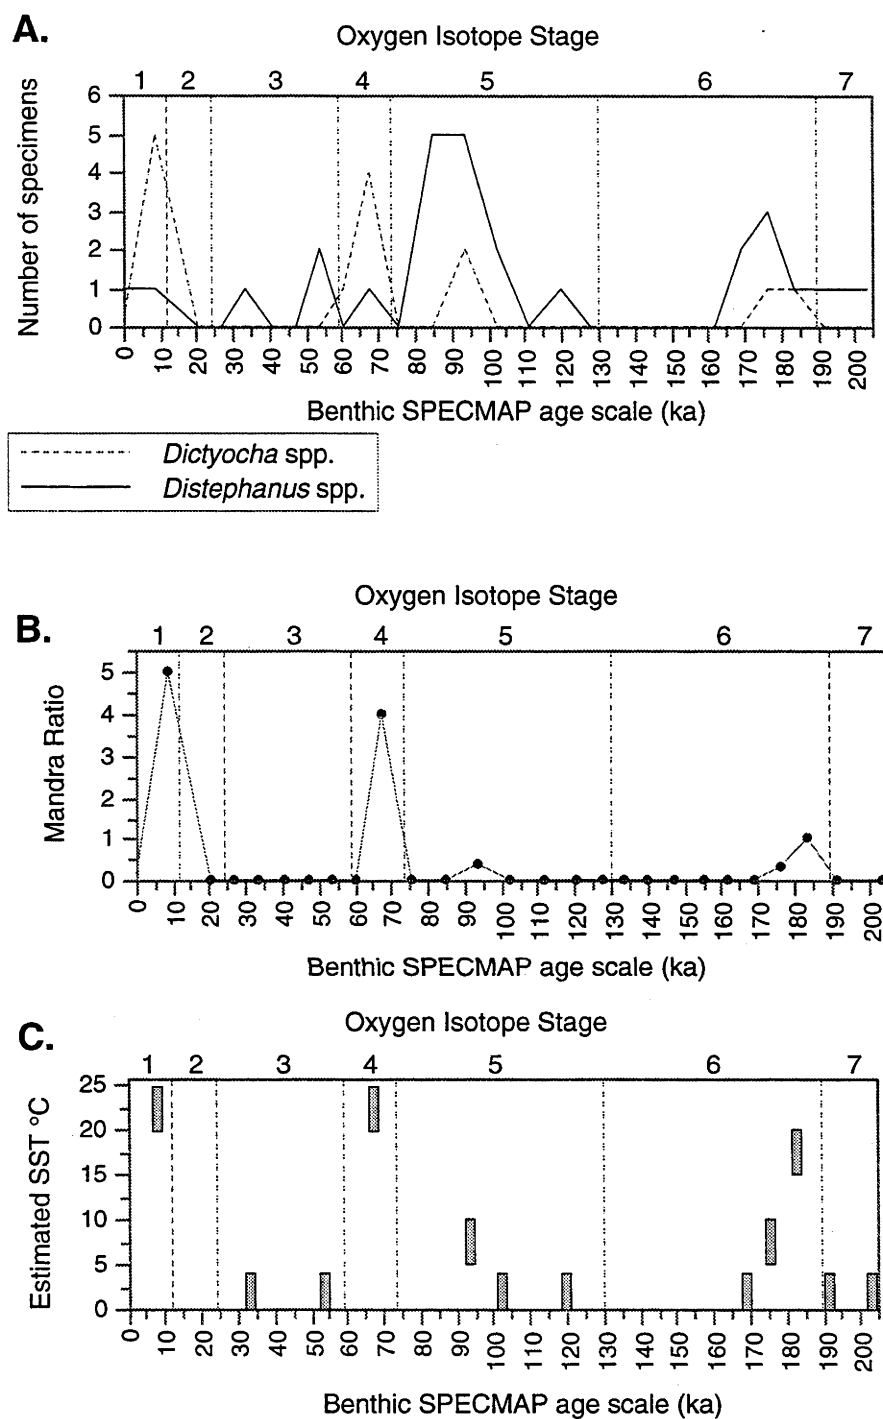 A.
Oxygen Isotope Stage
1 2 3 4 5 6 7
Number of specimens
6
5
4
3
2
1
0
0 10 20 30 40 50 60 70 80 90 100 110 120 130 140 150 160 170 180 190 200
Benthic SPECMAP age scale (ka)
Dictyocha spp.
Distephanus spp.
Oxygen Isotope Stage
B.
1 2 3 4 5 6 7
Mandra Ratio
5
4
3
2
1
0
0 10 20 30 40 50 60 70 80 90 100 110 120 130 140 150 160 170 180 190 200
Benthic SPECMAP age scale (ka)
Oxygen Isotope Stage
C.
1 2 3 4 5 6 7
Estimated SST ºC
25
20
15
10
5
0
0 10 20 30 40 50 60 70 80 90 100 110 120 130 140 150 160 170 180 190 200
Benthic SPECMAP age scale (ka)